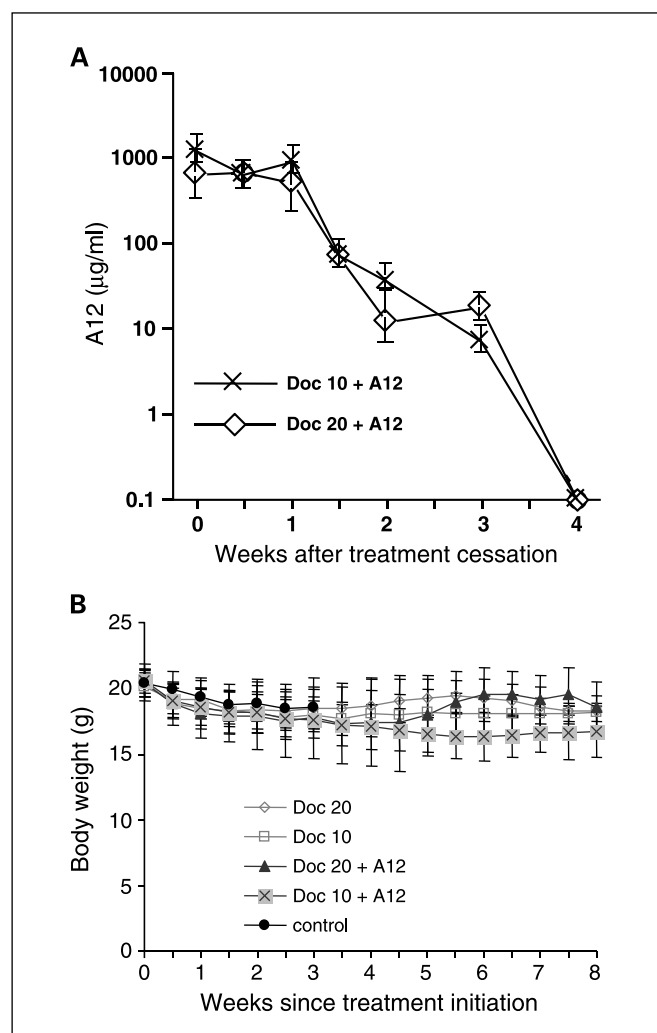 A
10000
1000
100
10
1
0.1
A12 (µg/ml)
Doc 10 + A12
Doc 20 + A12
0 1 2 3 4
Weeks after treatment cessation
B
25
20
15
10
5
0
Body weight (g)
Doc 20
Doc 10
Doc 20 + A12
Doc 10 + A12
control
0 1 2 3 4 5 6 7 8
Weeks since treatment initiation